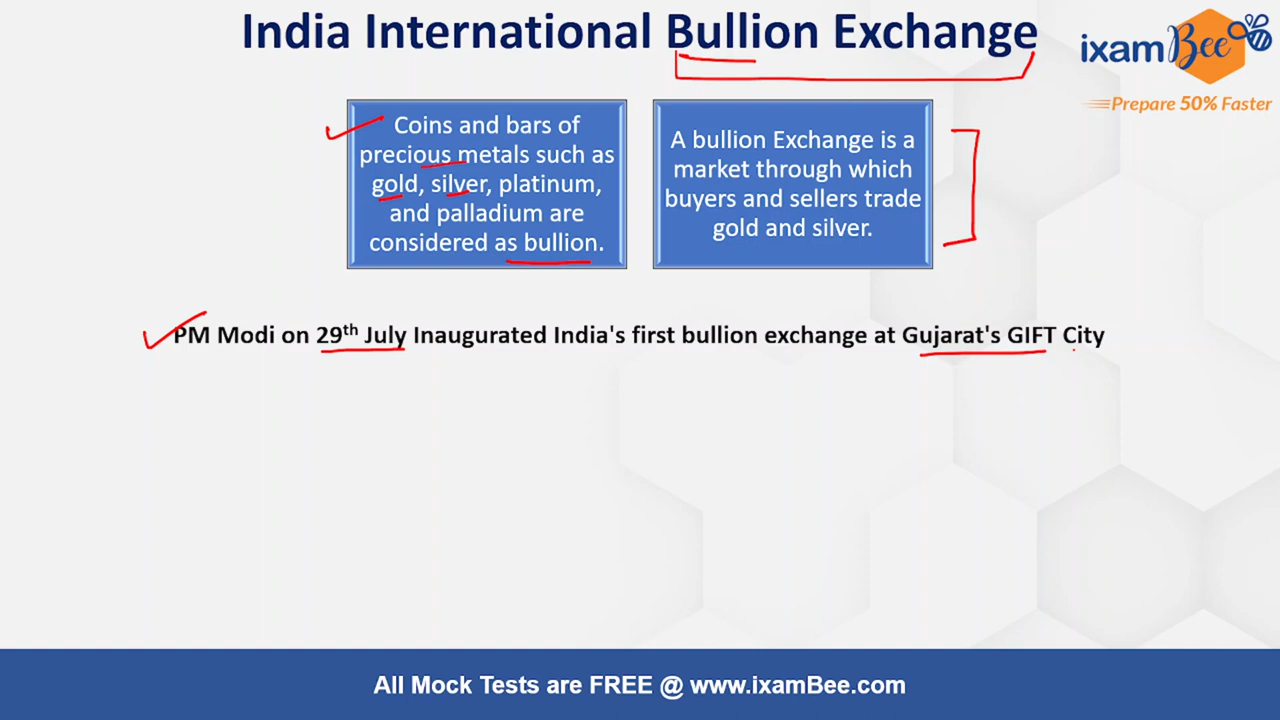 India International Bullion Exchange
ixamBee
Prepare 50% Faster
Coins and bars of
precious metals such as
gold, silver, platinum,
and palladium are
considered as bullion.
A bullion Exchange is a
market through which
buyers and sellers trade
gold and silver.
PM Modi on 29th July Inaugurated India's first bullion exchange at Gujarat's GIFT City
All Mock Tests are FREE @ www.ixamBee.com